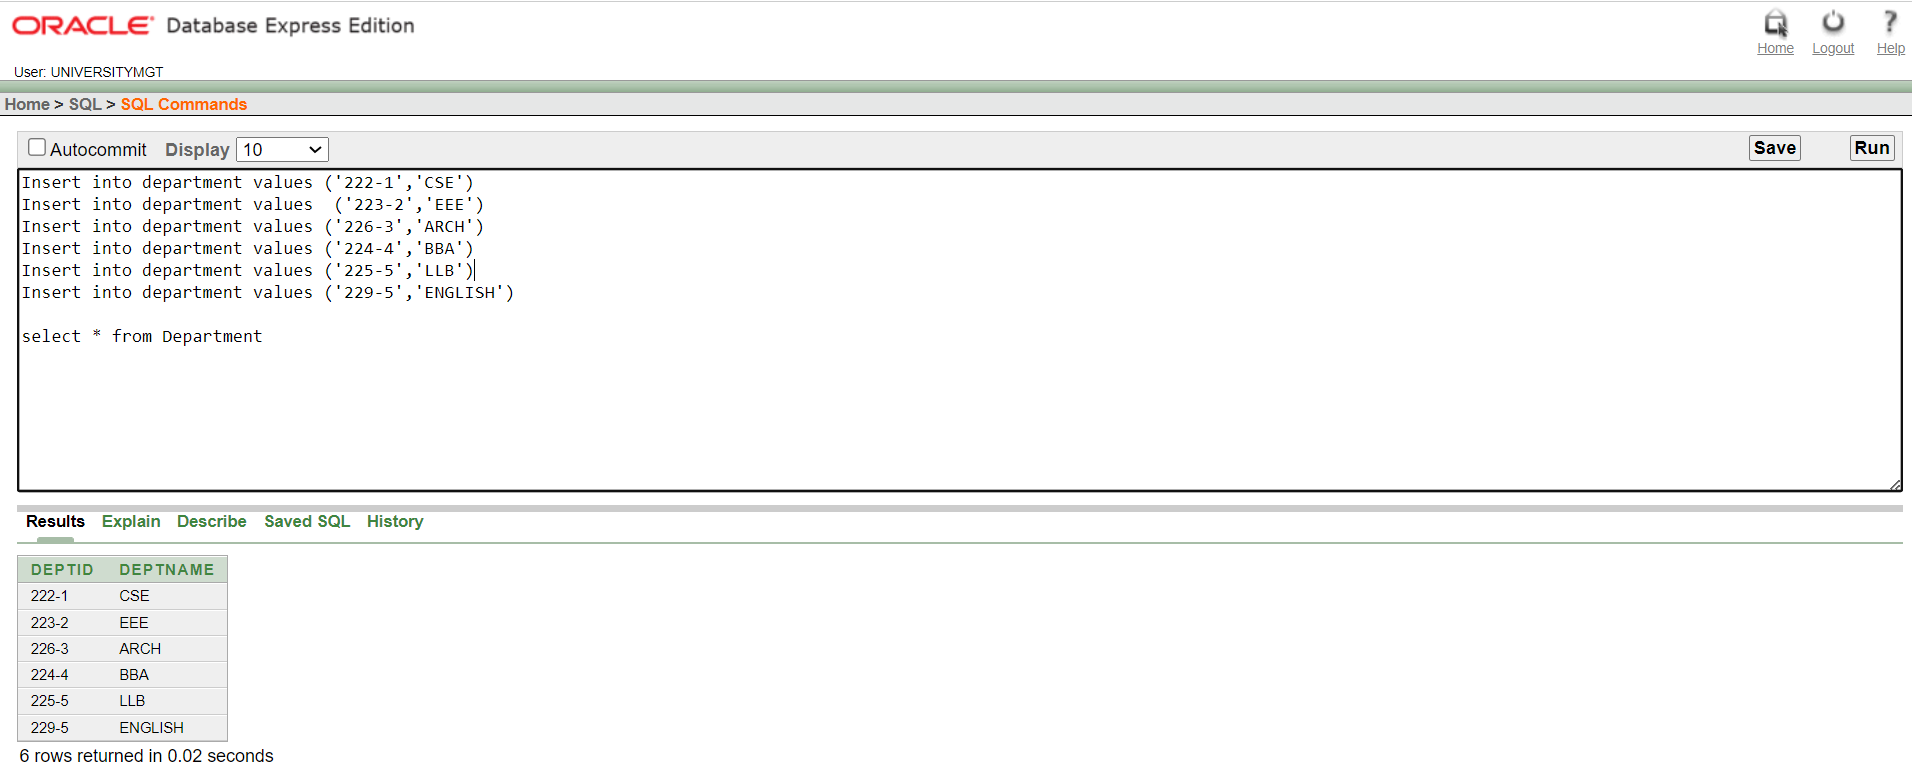 ORACLE Database Express Edition
Home Logout Help
User: UNIVERSITYMGT
Home > SQL > SQL Commands
Autocommit Display 10 Save Run
Insert into department values ('222-1','CSE')
Insert into department values  ('223-2','EEE')
Insert into department values ('226-3','ARCH')
Insert into department values ('224-4','BBA')
Insert into department values ('225-5','LLB')
Insert into department values ('229-5','ENGLISH')
select * from Department
Results Explain Describe Saved SQL History
DEPTID DEPTNAME
222-1 CSE
223-2 EEE
226-3 ARCH
224-4 BBA
225-5 LLB
229-5 ENGLISH
6 rows returned in 0.02 seconds